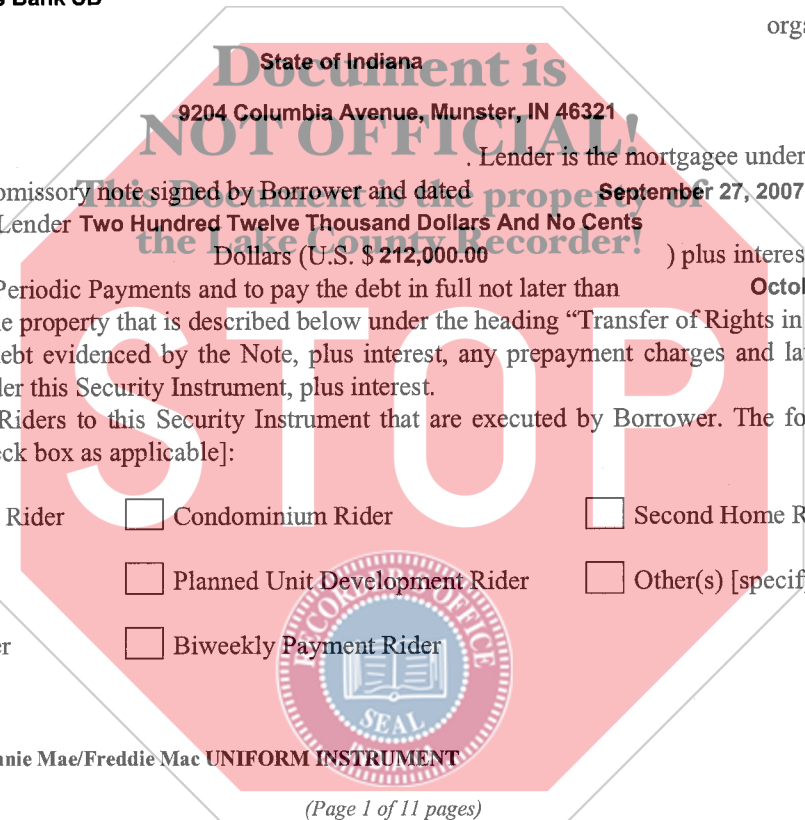 Bank SB
orga
State of Indiana
9204 Columbia Avenue, Munster, IN 46321
. Lender is the mortgagee under
omissory note signed by Borrower and dated September 27, 2007
Lender Two Hundred Twelve Thousand Dollars And No Cents
Dollars (U.S. $ 212,000.00 ) plus interes
Periodic Payments and to pay the debt in full not later than Octob
e property that is described below under the heading “Transfer of Rights in
ebt evidenced by the Note, plus interest, any prepayment charges and la
er this Security Instrument, plus interest.
Riders to this Security Instrument that are executed by Borrower. The fo
ck box as applicable]:
Rider Condominium Rider Second Home R
Planned Unit Development Rider Other(s) [specify
er Biweekly Payment Rider
nnie Mae/Freddie Mac UNIFORM INSTRUMENT
(Page 1 of 11 pages)
Document is
NOT OFFICIAL!
This Document is the property of
the Lake County Recorder!
STOP
RECORDER'S OFFICE
SEAL